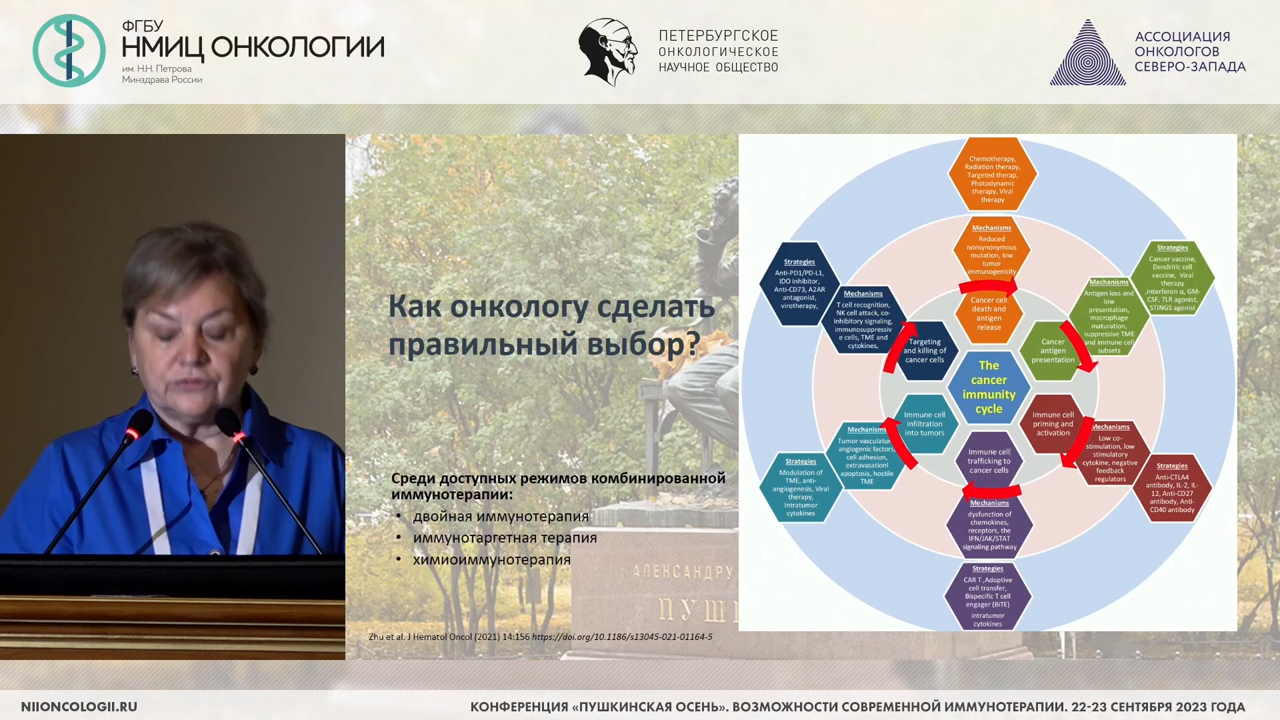 ФГБУ
НМИЦ ОНКОЛОГИИ
им. Н.Н. Петрова
Минздрава России
ПЕТЕРБУРГСКОЕ
ОНКОЛОГИЧЕСКОЕ
НАУЧНОЕ ОБЩЕСТВО
АССОЦИАЦИЯ
ОНКОЛОГОВ
СЕВЕРО-ЗАПАДА
Как онкологу сделать
правильный выбор?
Среди доступных режимов комбинированной
иммунотерапии:
• двойная иммунотерапия
• иммунотаргетная терапия
• химиоиммунотерапия
АЛЕКСАНДРУ
ПУШ
Zhu et al. J Hematol Oncol (2021) 14:156 https://doi.org/10.1186/s13045-021-01164-5
Chemotherapy,
Radiation therapy,
Targeted therap,
Photodynamic
therapy, Viral
therapy
Mechanisms
Reduced
nonsynonymous
mutation, low
tumor
immunogenicity
Cancer cell
death and
antigen
release
Strategies
Cancer vaccine,
Dendritic cell
vaccine, Viral
therapy
,Interferon α, GM-
CSF, TLR agonist,
STINGS agonist
Mechanisms
Antigen loss and
low
presentation,
macrophage
maturation,
suppressive TME
and immune cell
subsets
Cancer
antigen
presentation
Strategies
Anti-PD1/PD-L1,
IDO inhibitor,
Anti-CD73, A2AR
antagonist,
virotherapy,
Mechanisms
T cell recognition,
NK cell attack, co-
inhibitory signaling,
immunosuppressiv
e cells, TME and
cytokines,
Targeting
and killing of
cancer cells
The
cancer
immunity
cycle
Immune cell
infiltration
into tumors
Mechanisms
Tumor vasculature,
angiogenic factors,
cell adhesion,
extravasation
apoptosis, hostile
TME
Strategies
Modulation of
TME, anti-
angiogenesis, Viral
therapy,
Intratumor
cytokines
Immune cell
priming and
activation
Mechanisms
Low co-
stimulation, low
stimulatory
cytokine, negative
feedback
regulators
Strategies
Anti-CTLA4
antibody, IL-2, IL-
12, Anti-CD27
antibody, Anti-
CD40 antibody
Immune cell
trafficking to
cancer cells
Mechanisms
dysfunction of
chemokines,
receptors, the
IFN/JAK/STAT
signaling pathway
Strategies
CAR T ,Adoptive
cell transfer,
Bispecific T cell
engager (BiTE)
intratumor
cytokines
NIIONCOLOGII.RU
КОНФЕРЕНЦИЯ «ПУШКИНСКАЯ ОСЕНЬ». ВОЗМОЖНОСТИ СОВРЕМЕННОЙ ИММУНОТЕРАПИИ. 22-23 СЕНТЯБРЯ 2023 ГОДА